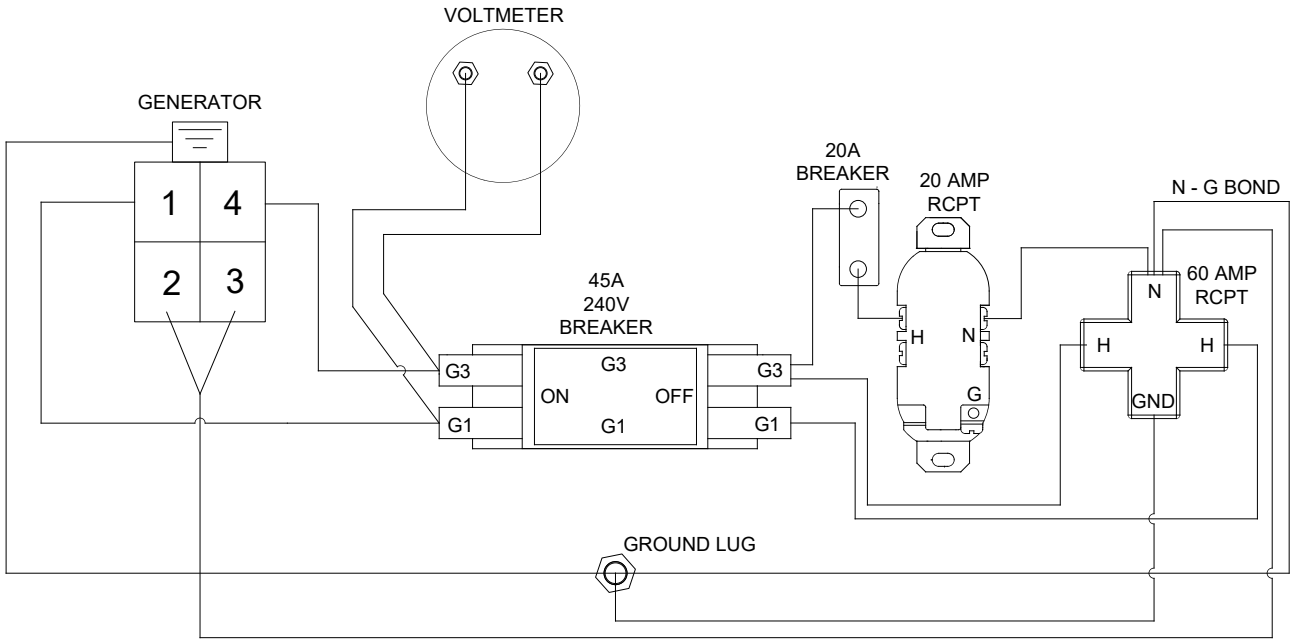 VOLTMETER
GENERATOR
1 4
2 3
20A
BREAKER
20 AMP
RCPT
N - G BOND
60 AMP
RCPT
45A
240V
BREAKER
G3
G3
G3
ON
OFF
G1
G1
G1
H
N
G
N
H
H
GND
GROUND LUG